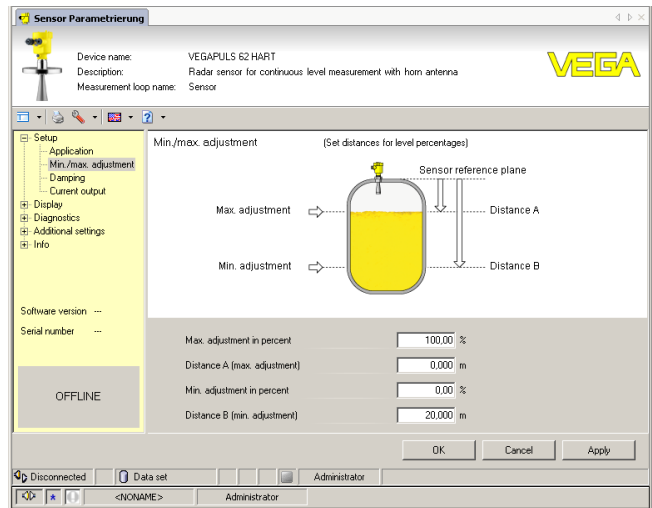 Sensor Parametrierung
Device name: VEGAPULS 62 HART
Description: Radar sensor for continuous level measurement with horn antenna
Measurement loop name: Sensor
VEGA
Setup
Application
Min./max. adjustment
Damping
Current output
Display
Diagnostics
Additional settings
Info
Software version ---
Serial number ---
OFFLINE
Min./max. adjustment (Set distances for level percentages)
Sensor reference plane
Max. adjustment Distance A
Min. adjustment Distance B
Max. adjustment in percent 100,00 %
Distance A (max. adjustment) 0,000 m
Min. adjustment in percent 0,00 %
Distance B (min. adjustment) 20,000 m
OK Cancel Apply
Disconnected Data set Administrator
<NONAME> Administrator